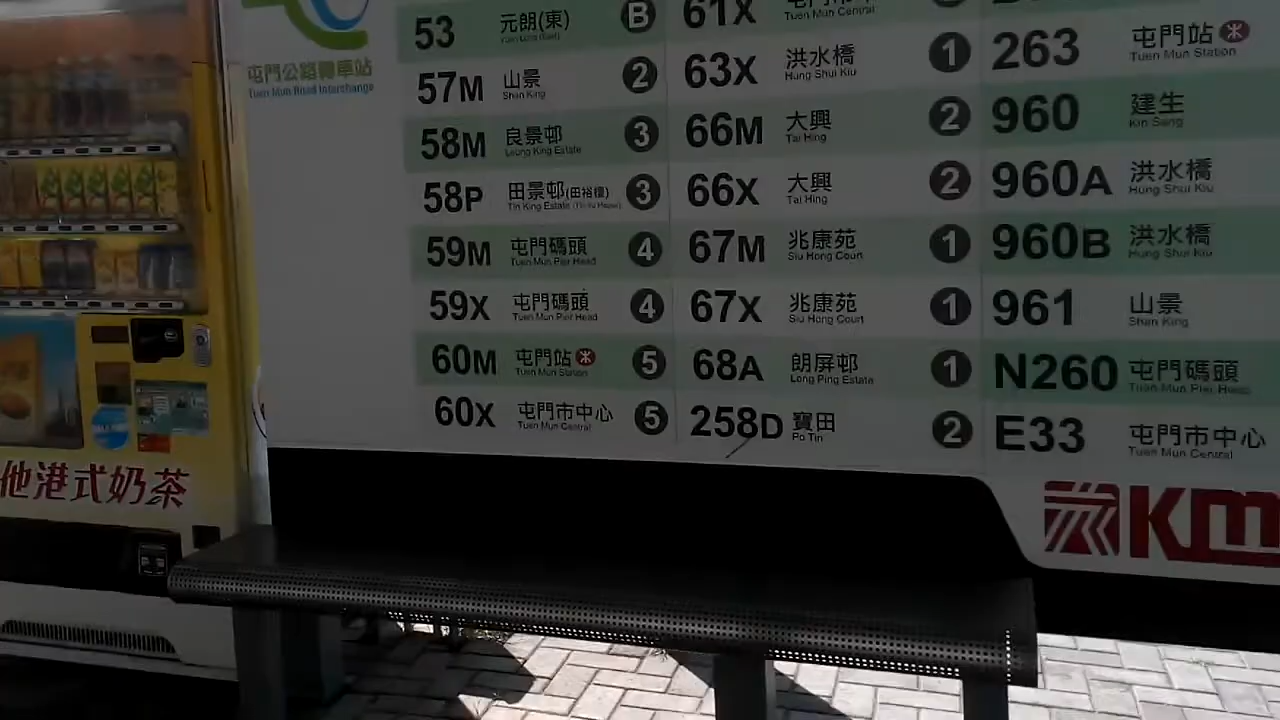 屯門公路轉車站
Tuen Mun Road Interchange
53 元朗(東) B
Yuen Long (East)
57M 山景 2
Shan King
58M 良景邨 3
Leung King Estate
58P 田景邨(田裕樓) 3
Tin King Estate (Tin Yu House)
59M 屯門碼頭 4
Tuen Mun Pier Head
59X 屯門碼頭 4
Tuen Mun Pier Head
60M 屯門站 5
Tuen Mun Station
60X 屯門市中心 5
Tuen Mun Central
61X
Tuen Mun Central
63X 洪水橋 1
Hung Shui Kiu
66M 大興 2
Tai Hing
66X 大興 2
Tai Hing
67M 兆康苑 1
Siu Hong Court
67X 兆康苑 1
Siu Hong Court
68A 朗屏邨 1
Long Ping Estate
258D 寶田 2
Po Tin
263 屯門站
Tuen Mun Station
960 建生
Kin Sang
960A 洪水橋
Hung Shui Kiu
960B 洪水橋
Hung Shui Kiu
961 山景
Shan King
N260 屯門碼頭
Tuen Mun Pier Head
E33 屯門市中心
Tuen Mun Central
他港式奶茶